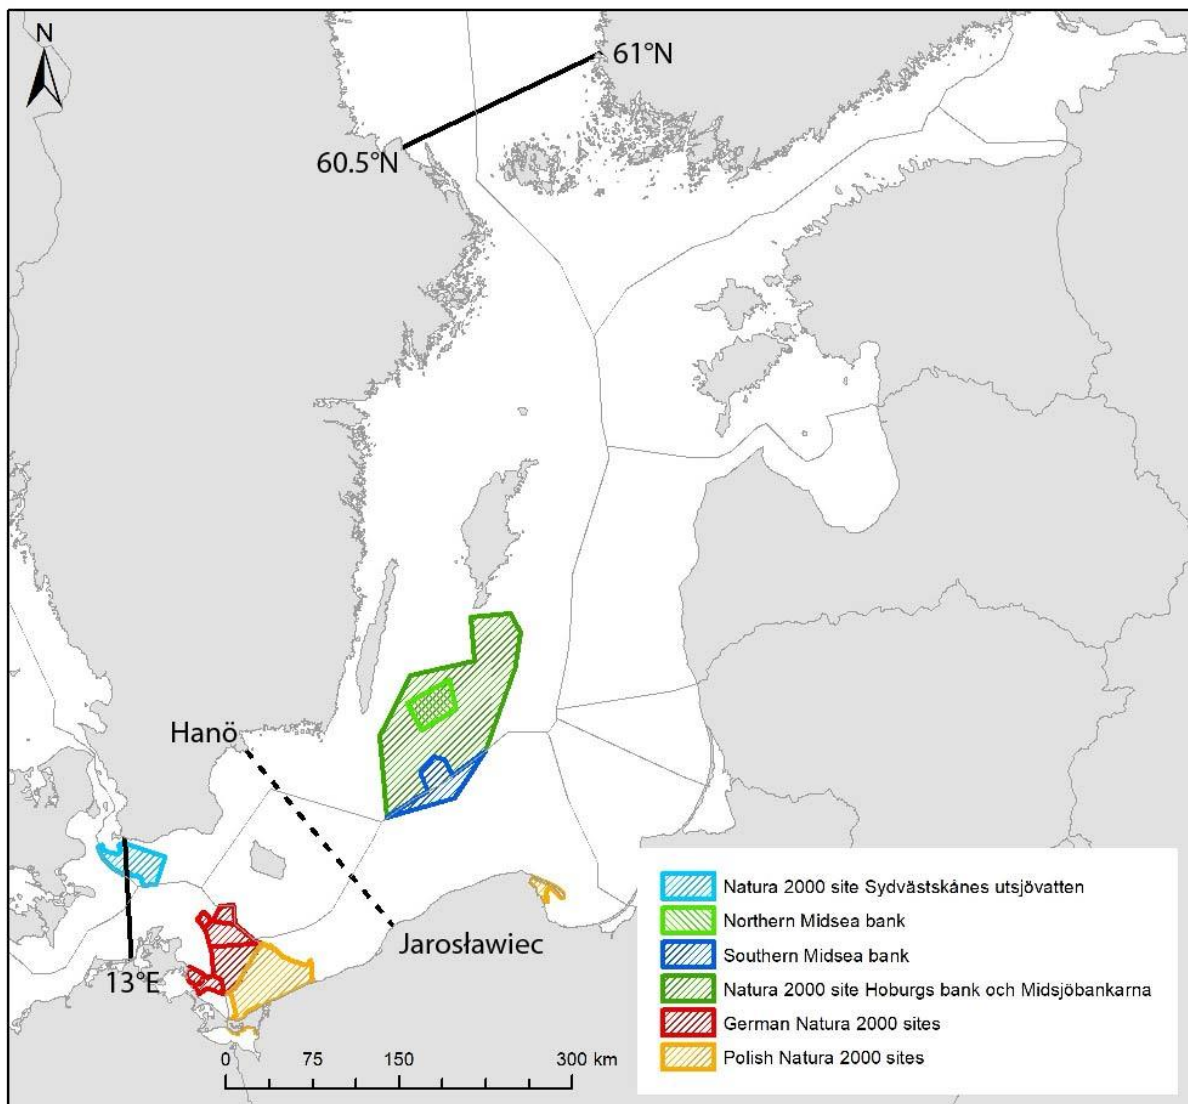 N
61°N
60.5°N
Hanö
Jarosławiec
13°E
Natura 2000 site Sydvästskånes utsjövatten
Northern Midsea bank
Southern Midsea bank
Natura 2000 site Hoburgs bank och Midsjöbankarna
German Natura 2000 sites
Polish Natura 2000 sites
0 75 150 300 km